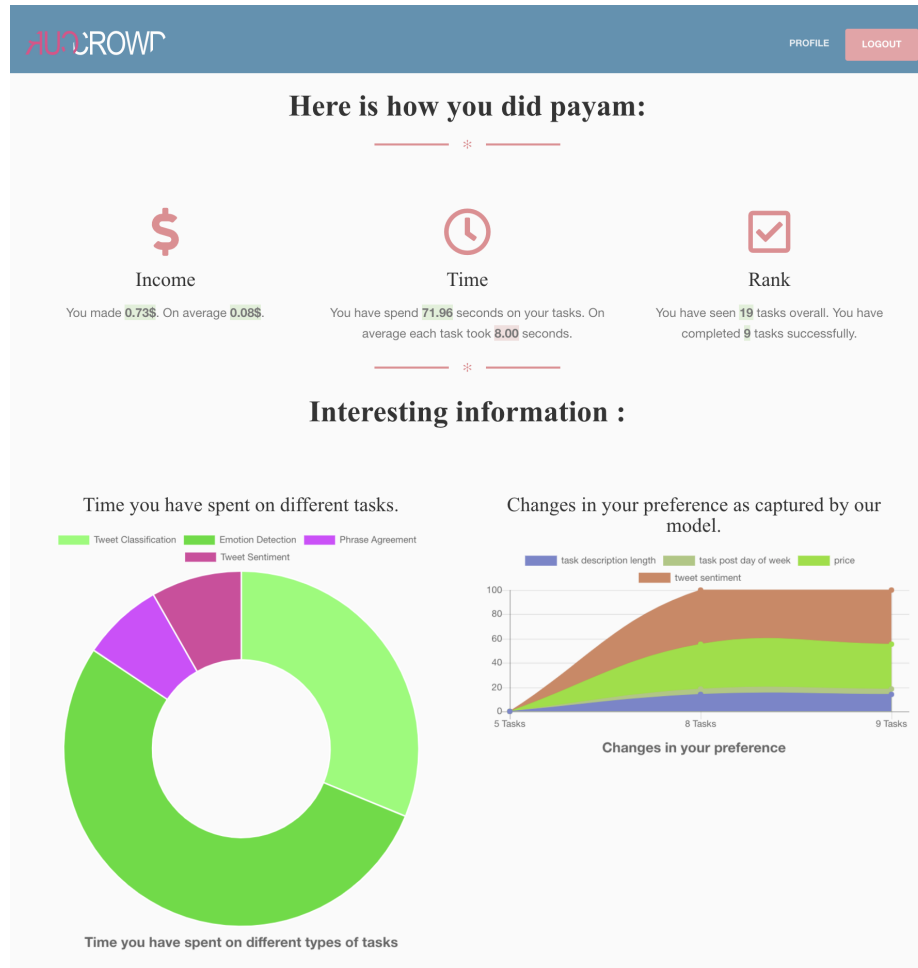 PROFILE
LOGOUT
Here is how you did payam:
Income
You made 0.73$. On average 0.08$.
Time
You have spend 71.96 seconds on your tasks. On
average each task took 8.00 seconds.
Rank
You have seen 19 tasks overall. You have
completed 9 tasks successfully.
Interesting information :
Time you have spent on different tasks.
Tweet Classification
Emotion Detection
Phrase Agreement
Tweet Sentiment
Time you have spent on different types of tasks
Changes in your preference as captured by our
model.
task description length
task post day of week
price
tweet sentiment
100
80
60
40
20
0
5 Tasks
8 Tasks
9 Tasks
Changes in your preference